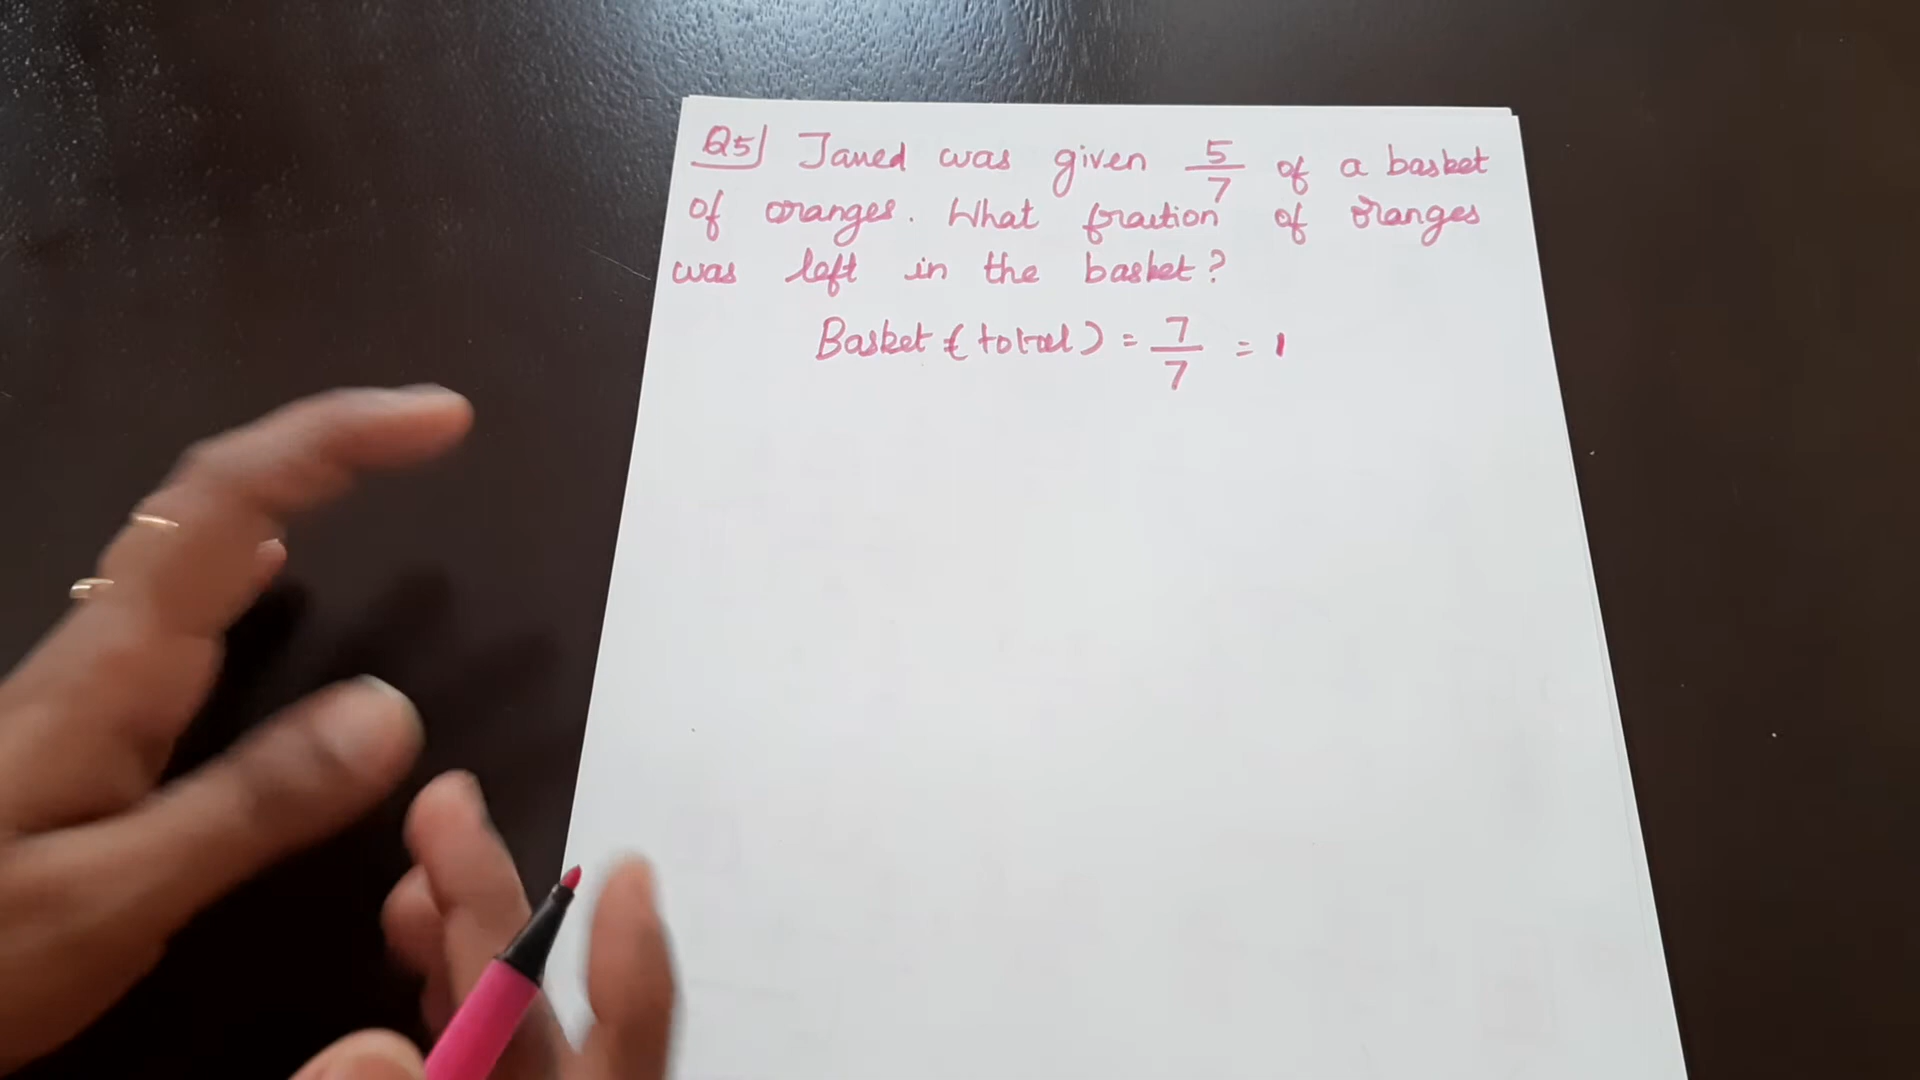 Q5 Janed was given 5/7 of a basket
of oranges. What fraction of oranges
was left in the basket?
Basket (total) = 7/7 = 1